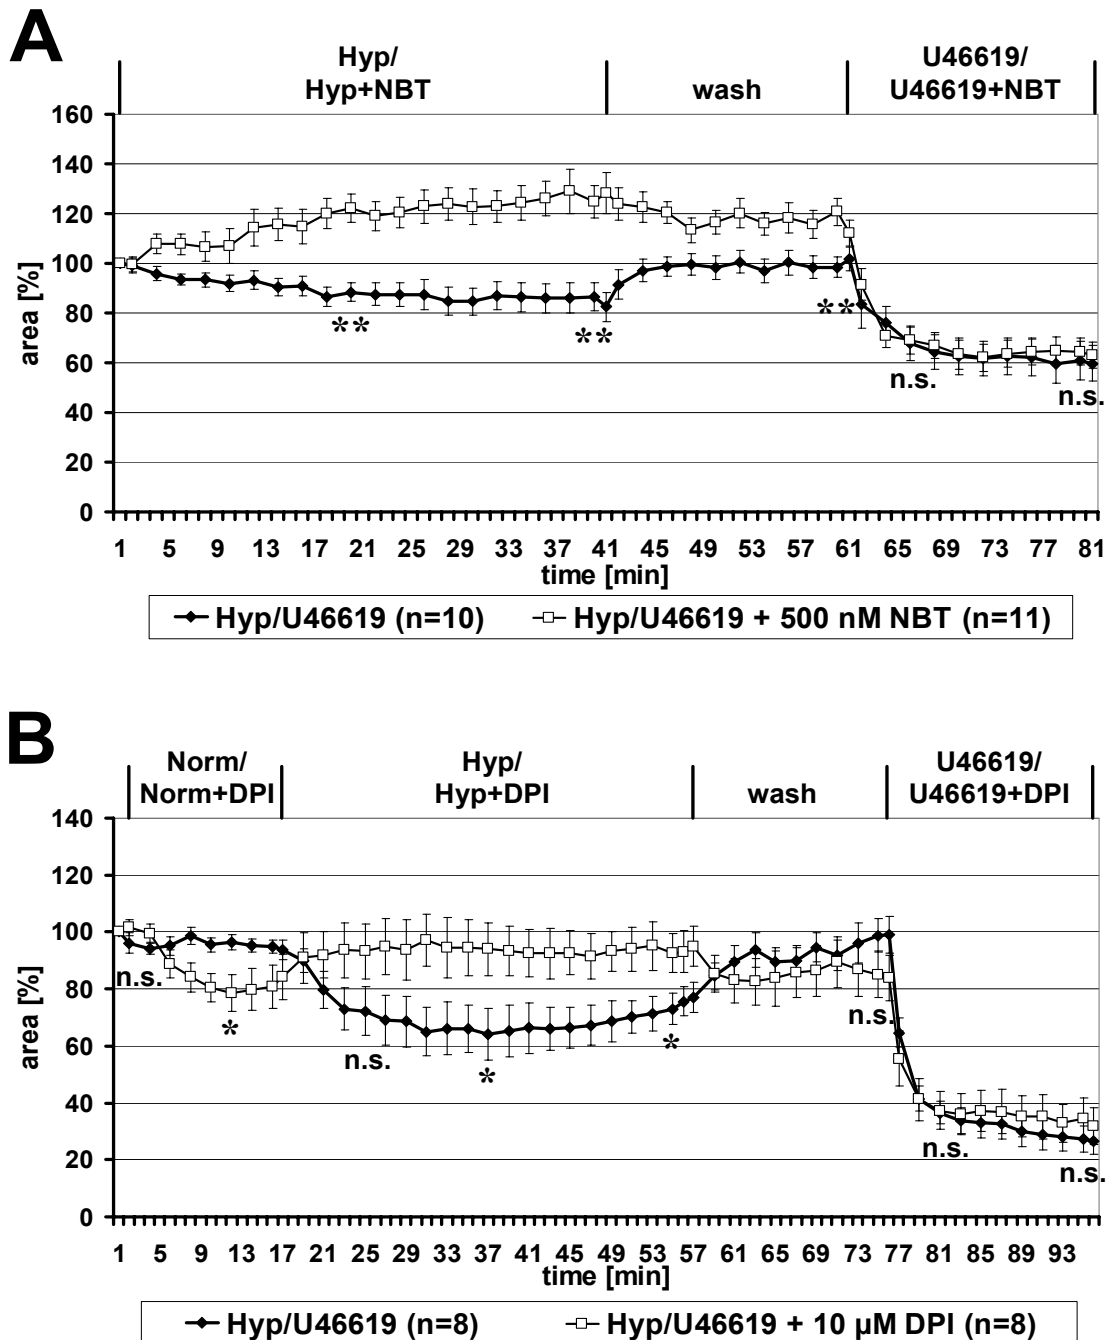 A
Hyp/
Hyp+NBT
wash
U46619/
U46619+NBT
160
140
120
100
80
60
40
20
0
area [%]
**
**
**
n.s.
n.s.
1 5 9 13 17 21 25 29 33 37 41 45 49 53 57 61 65 69 73 77 81
time [min]
Hyp/U46619 (n=10) Hyp/U46619 + 500 nM NBT (n=11)
B
Norm/
Norm+DPI
Hyp/
Hyp+DPI
wash
U46619/
U46619+DPI
140
120
100
80
60
40
20
0
area [%]
n.s.
*
n.s.
*
*
n.s.
n.s.
n.s.
1 5 9 13 17 21 25 29 33 37 41 45 49 53 57 61 65 69 73 77 81 85 89 93
time [min]
Hyp/U46619 (n=8) Hyp/U46619 + 10 µM DPI (n=8)